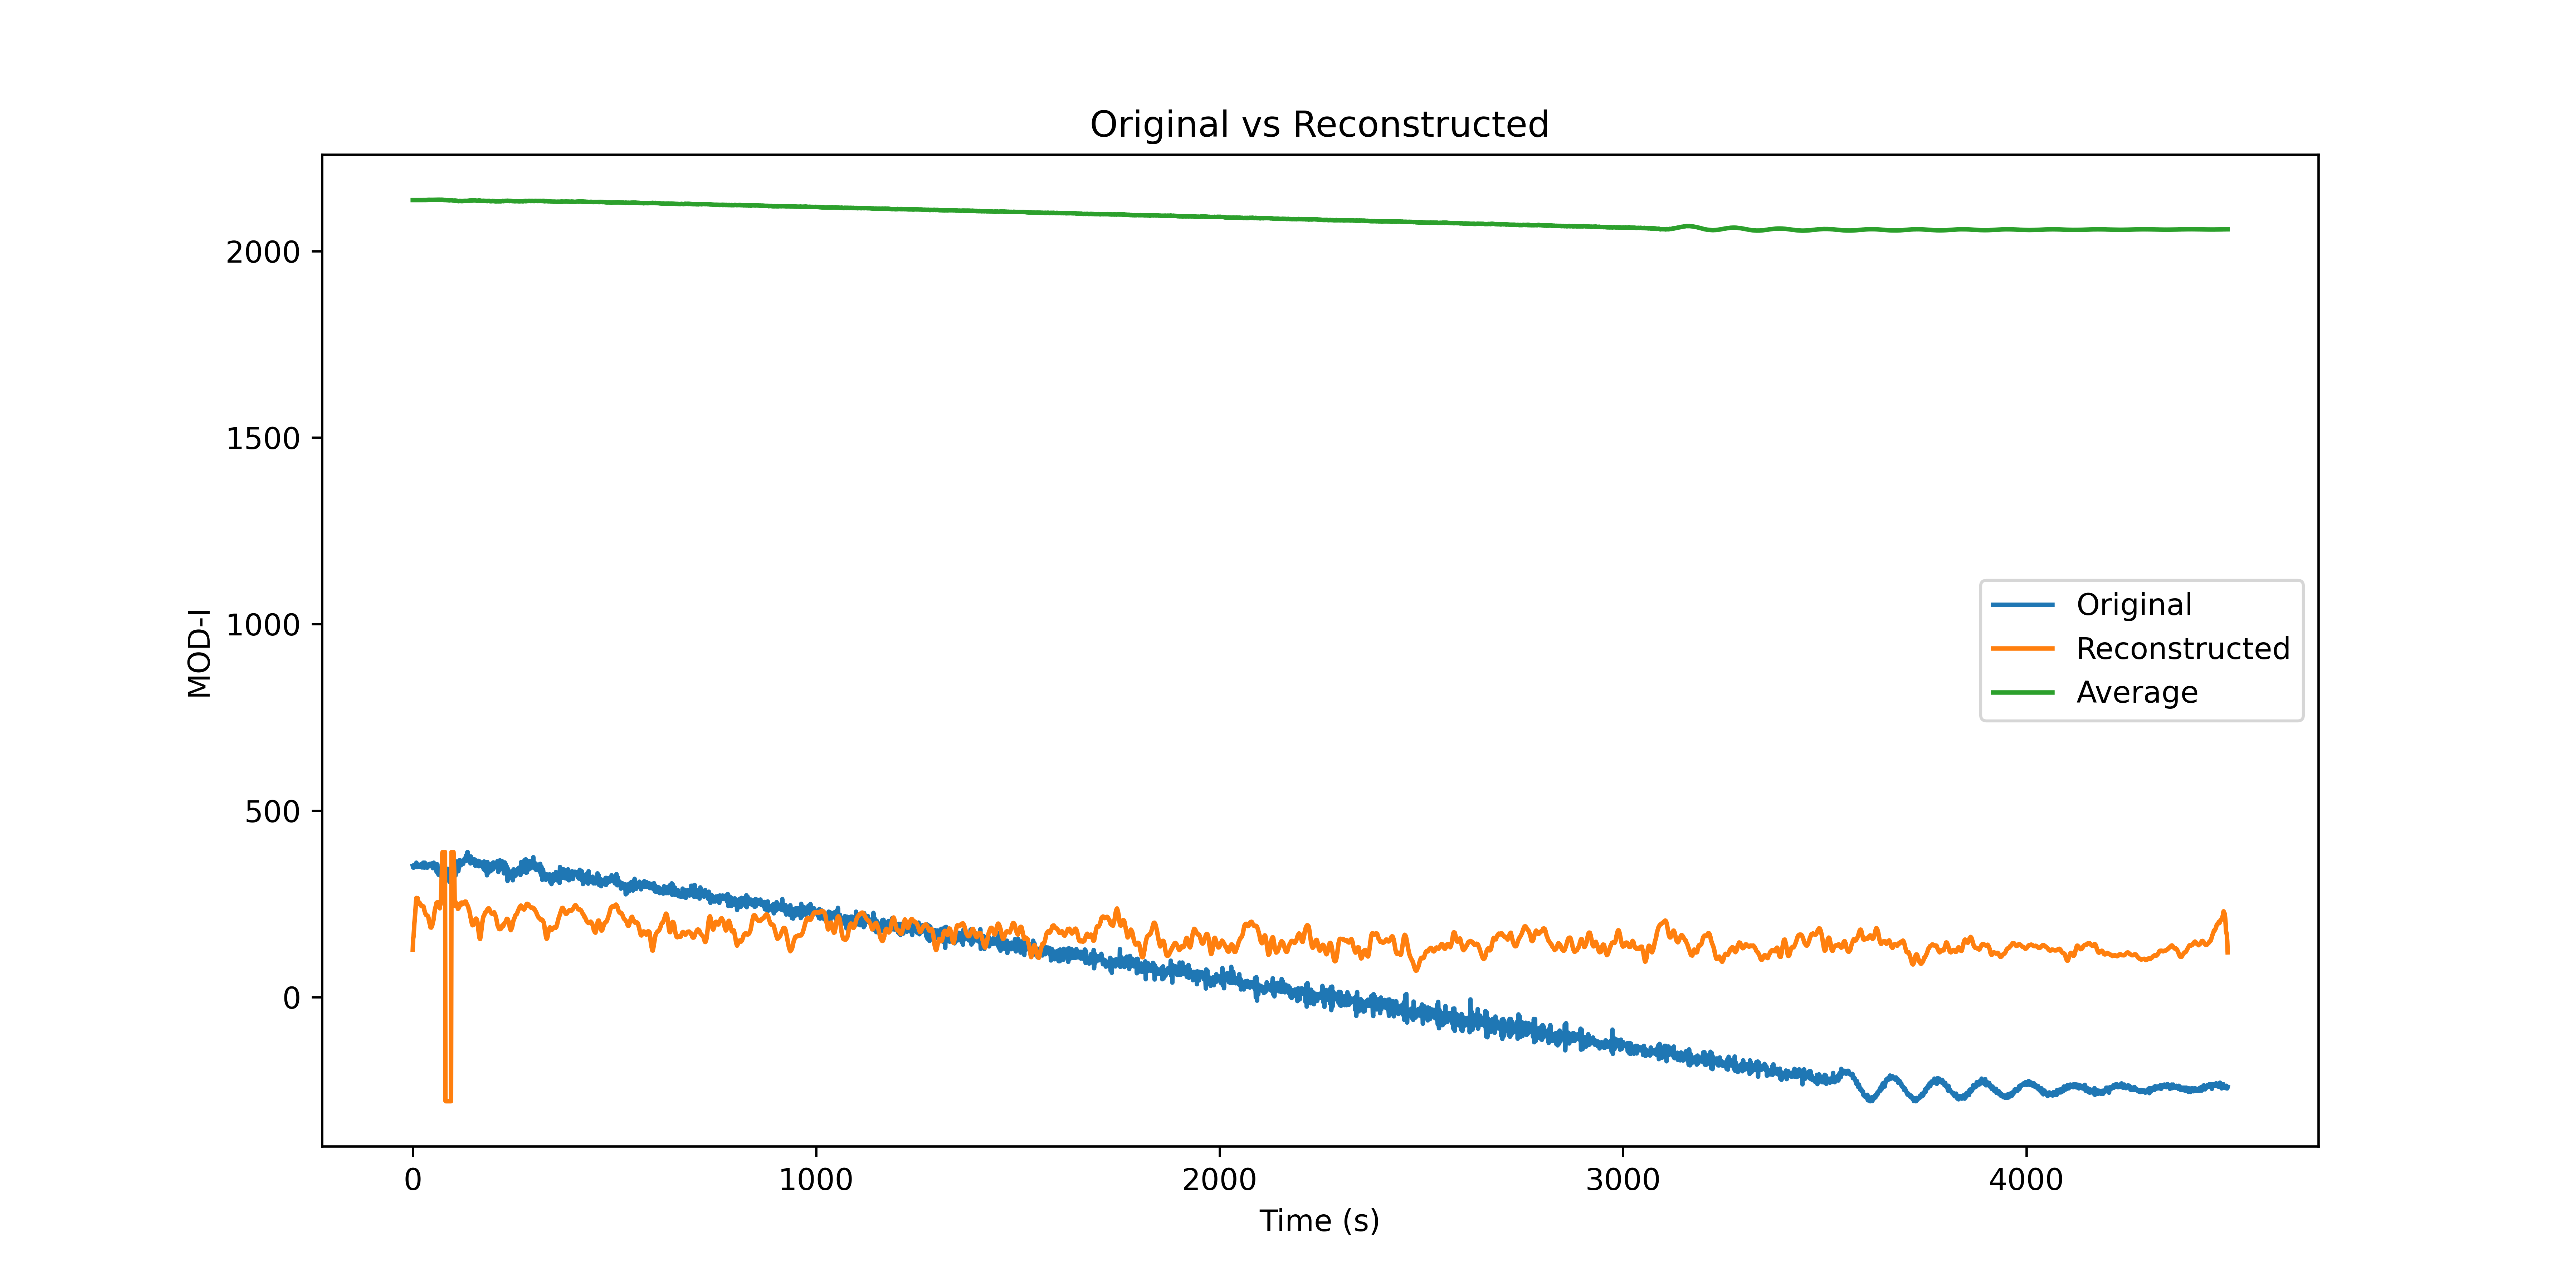 Original vs Reconstructed
2000
1500
1000
500
0
MOD-I
Original
Reconstructed
Average
0 1000 2000 3000 4000
Time (s)